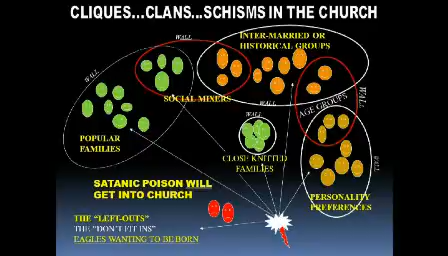 CLIQUES...CLANS...SCHISMS IN THE CHURCH
WALL
INTER-MARRIED OR
HISTORICAL GROUPS
WALL
SOCIAL MINERS
WALL
WALL
AGE GROUPS
WALL
POPULAR
FAMILIES
CLOSE KNITTED
FAMILIES
WALL
SATANIC POISON WILL
GET INTO CHURCH
PERSONALITY
PREFERENCES
THE "LEFT-OUTS"
THE "DON'T FIT INS"
EAGLES WANTING TO BE BORN